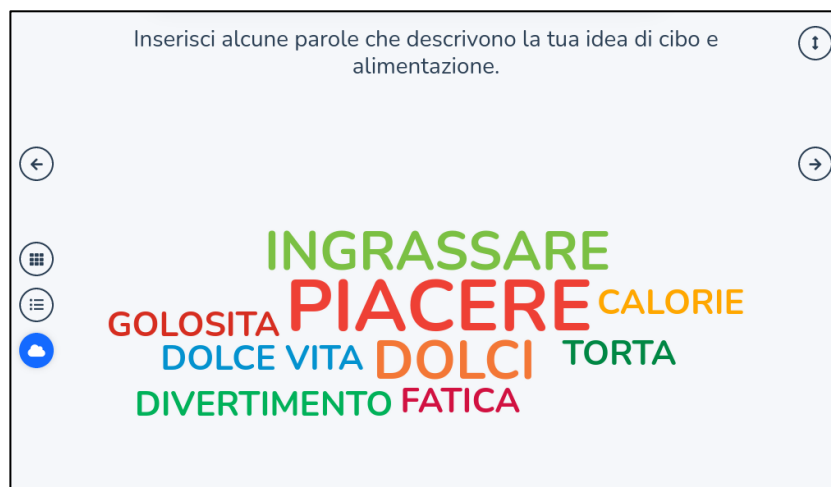 Inserisci alcune parole che descrivono la tua idea di cibo e
alimentazione.
INGRASSARE
PIACERE CALORIE
GOLOSITA
DOLCE VITA DOLCI TORTA
DIVERTIMENTO FATICA